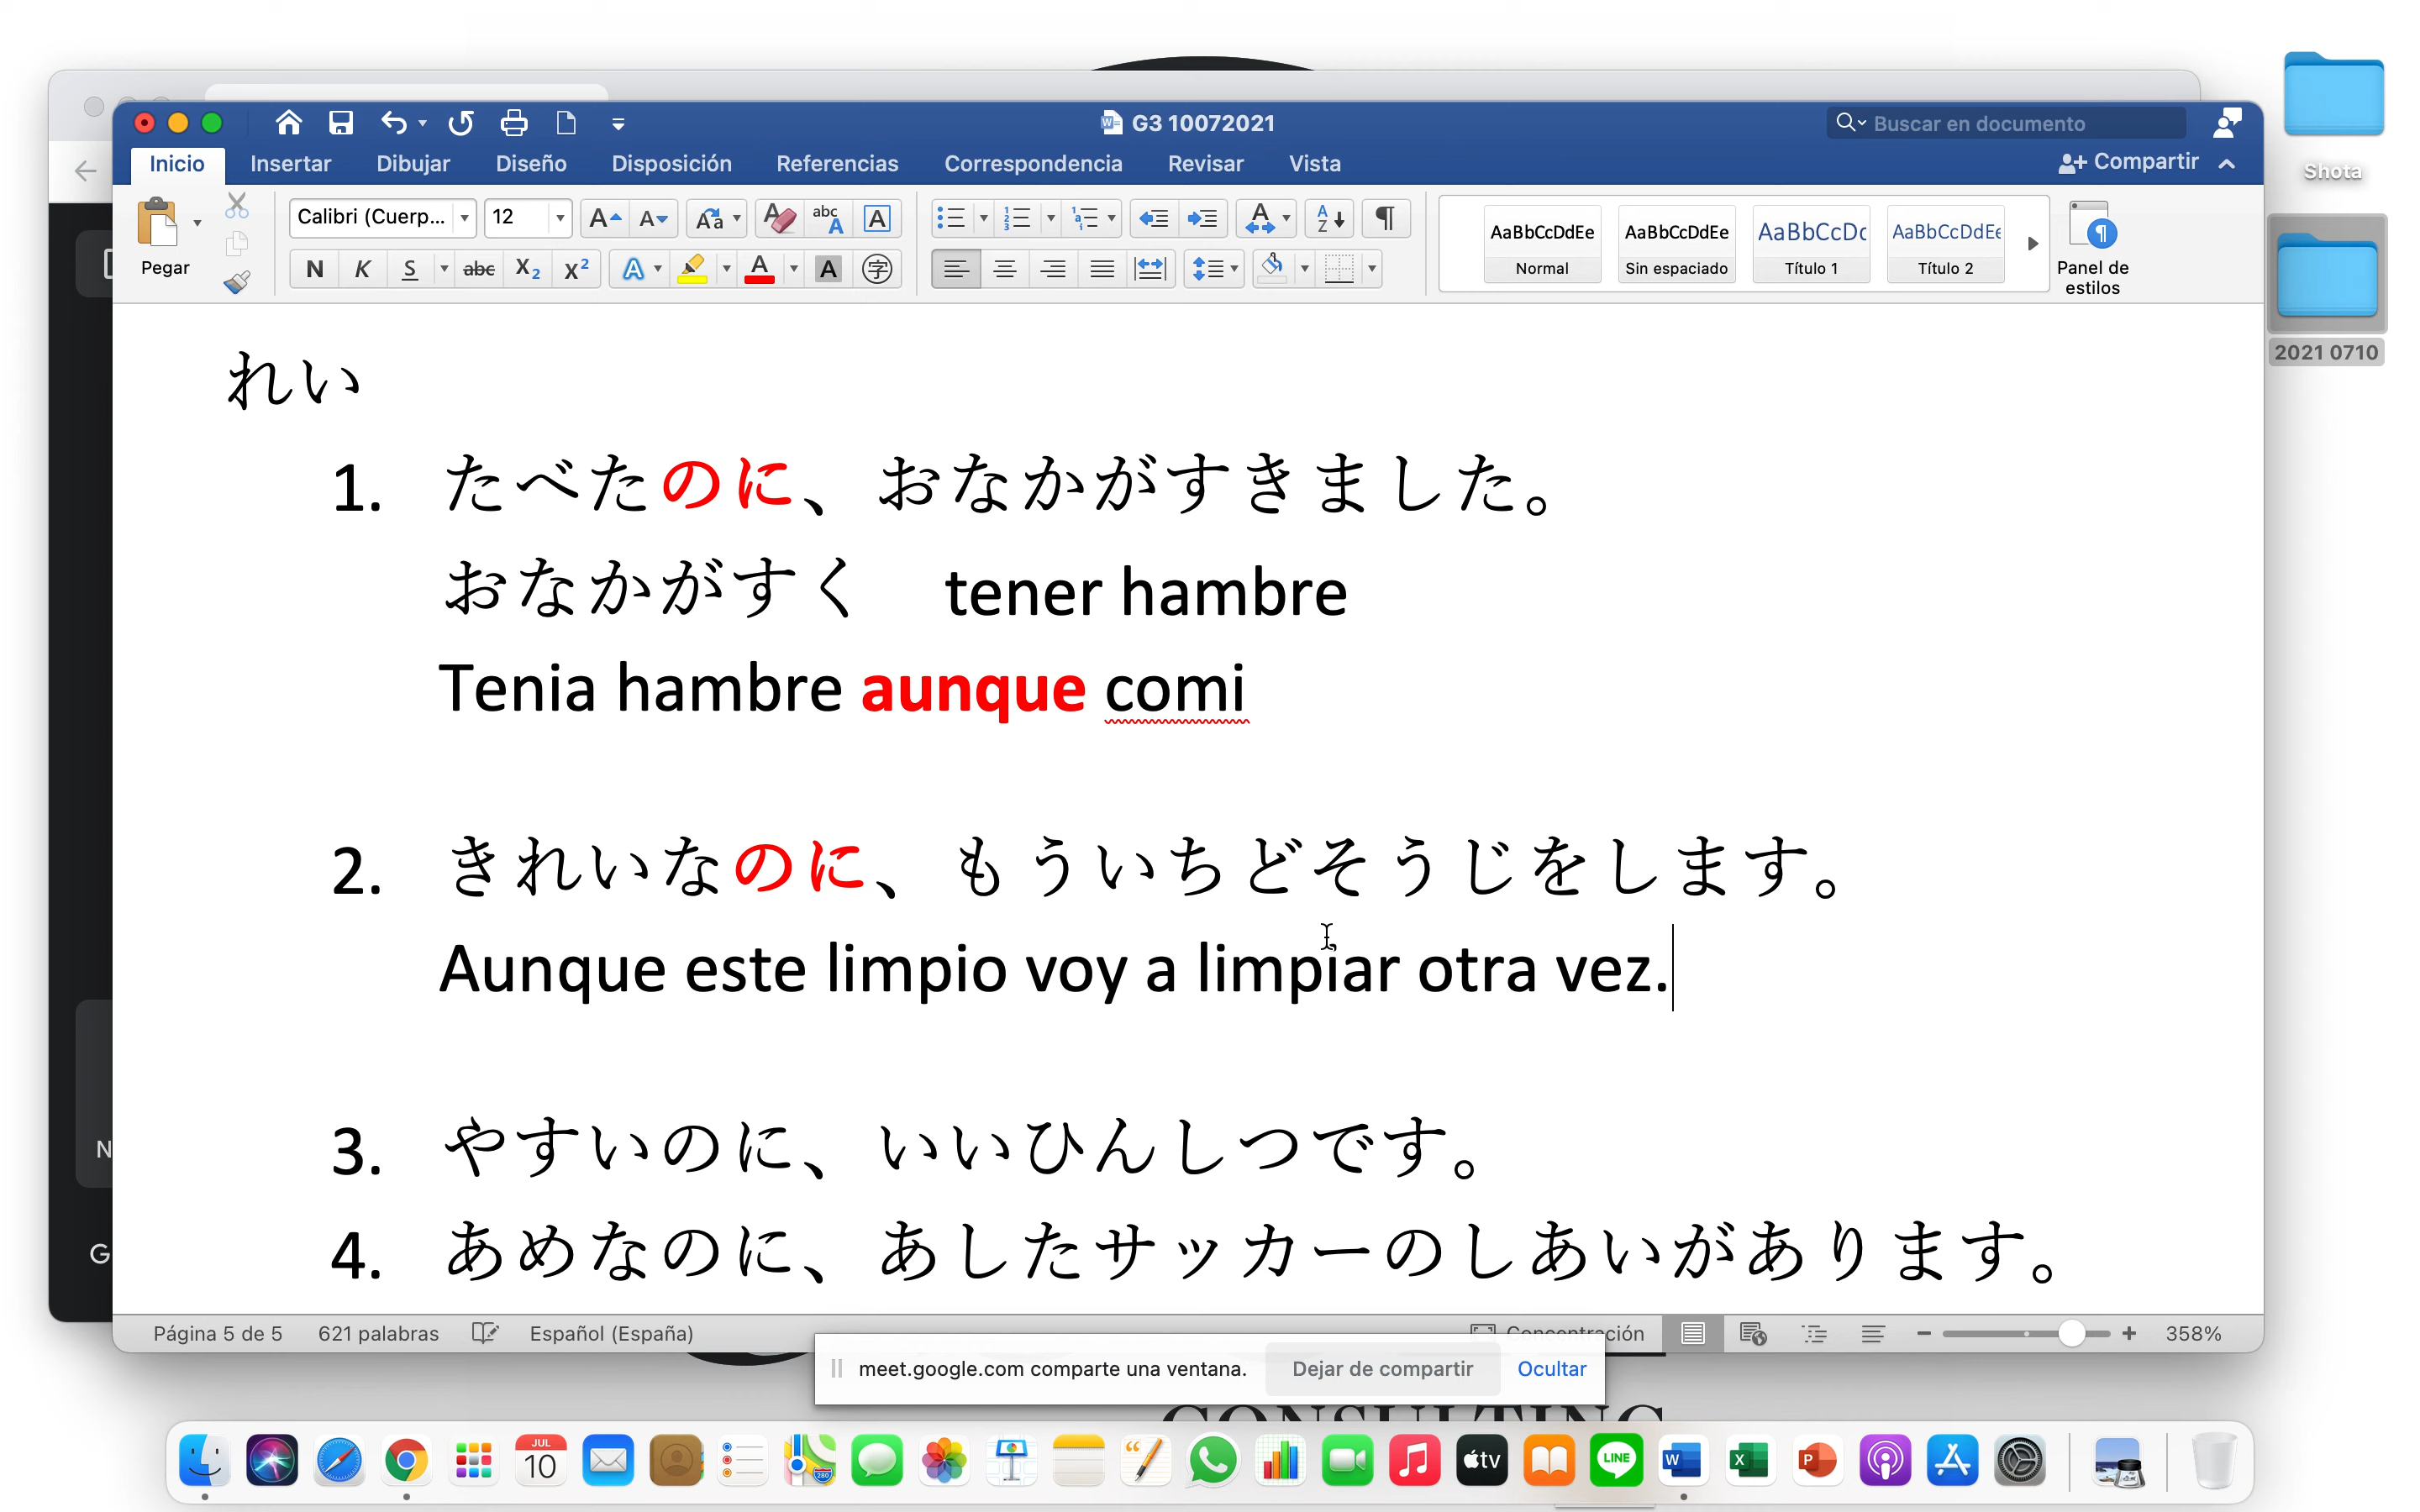 G3 10072021
Buscar en documento
Inicio Insertar Dibujar Diseño Disposición Referencias Correspondencia Revisar Vista
Compartir
Shota
Calibri (Cuerp... 12
Pegar
N K S abc X₂ X²
AaBbCcDdEe AaBbCcDdEe AaBbCcDc AaBbCcDdEe
Normal Sin espaciado Título 1 Título 2
Panel de
estilos
2021 0710
れい
1. たべたのに、おなかがすきました。
おなかがすく tener hambre
Tenia hambre aunque comi
2. きれいなのに、もういちどそうじをします。
Aunque este limpio voy a limpiar otra vez.
3. やすいのに、いいひんしつです。
4. あめなのに、あしたサッカーのしあいがあります。
N
G
Página 5 de 5 621 palabras Español (España) Concentración 358%
meet.google.com comparte una ventana. Dejar de compartir Ocultar
CONSULTING
JUL
10
280
tv
LINE
W
X
P